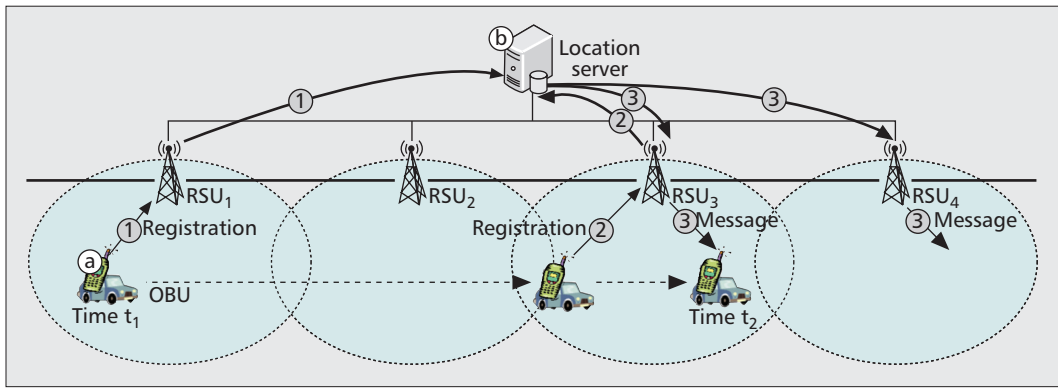 b
Location
server
1
3
3
2
RSU1
RSU2
RSU3
RSU4
1 Registration
Registration 2
3 Message
3 Message
a
OBU
Time t1
Time t2